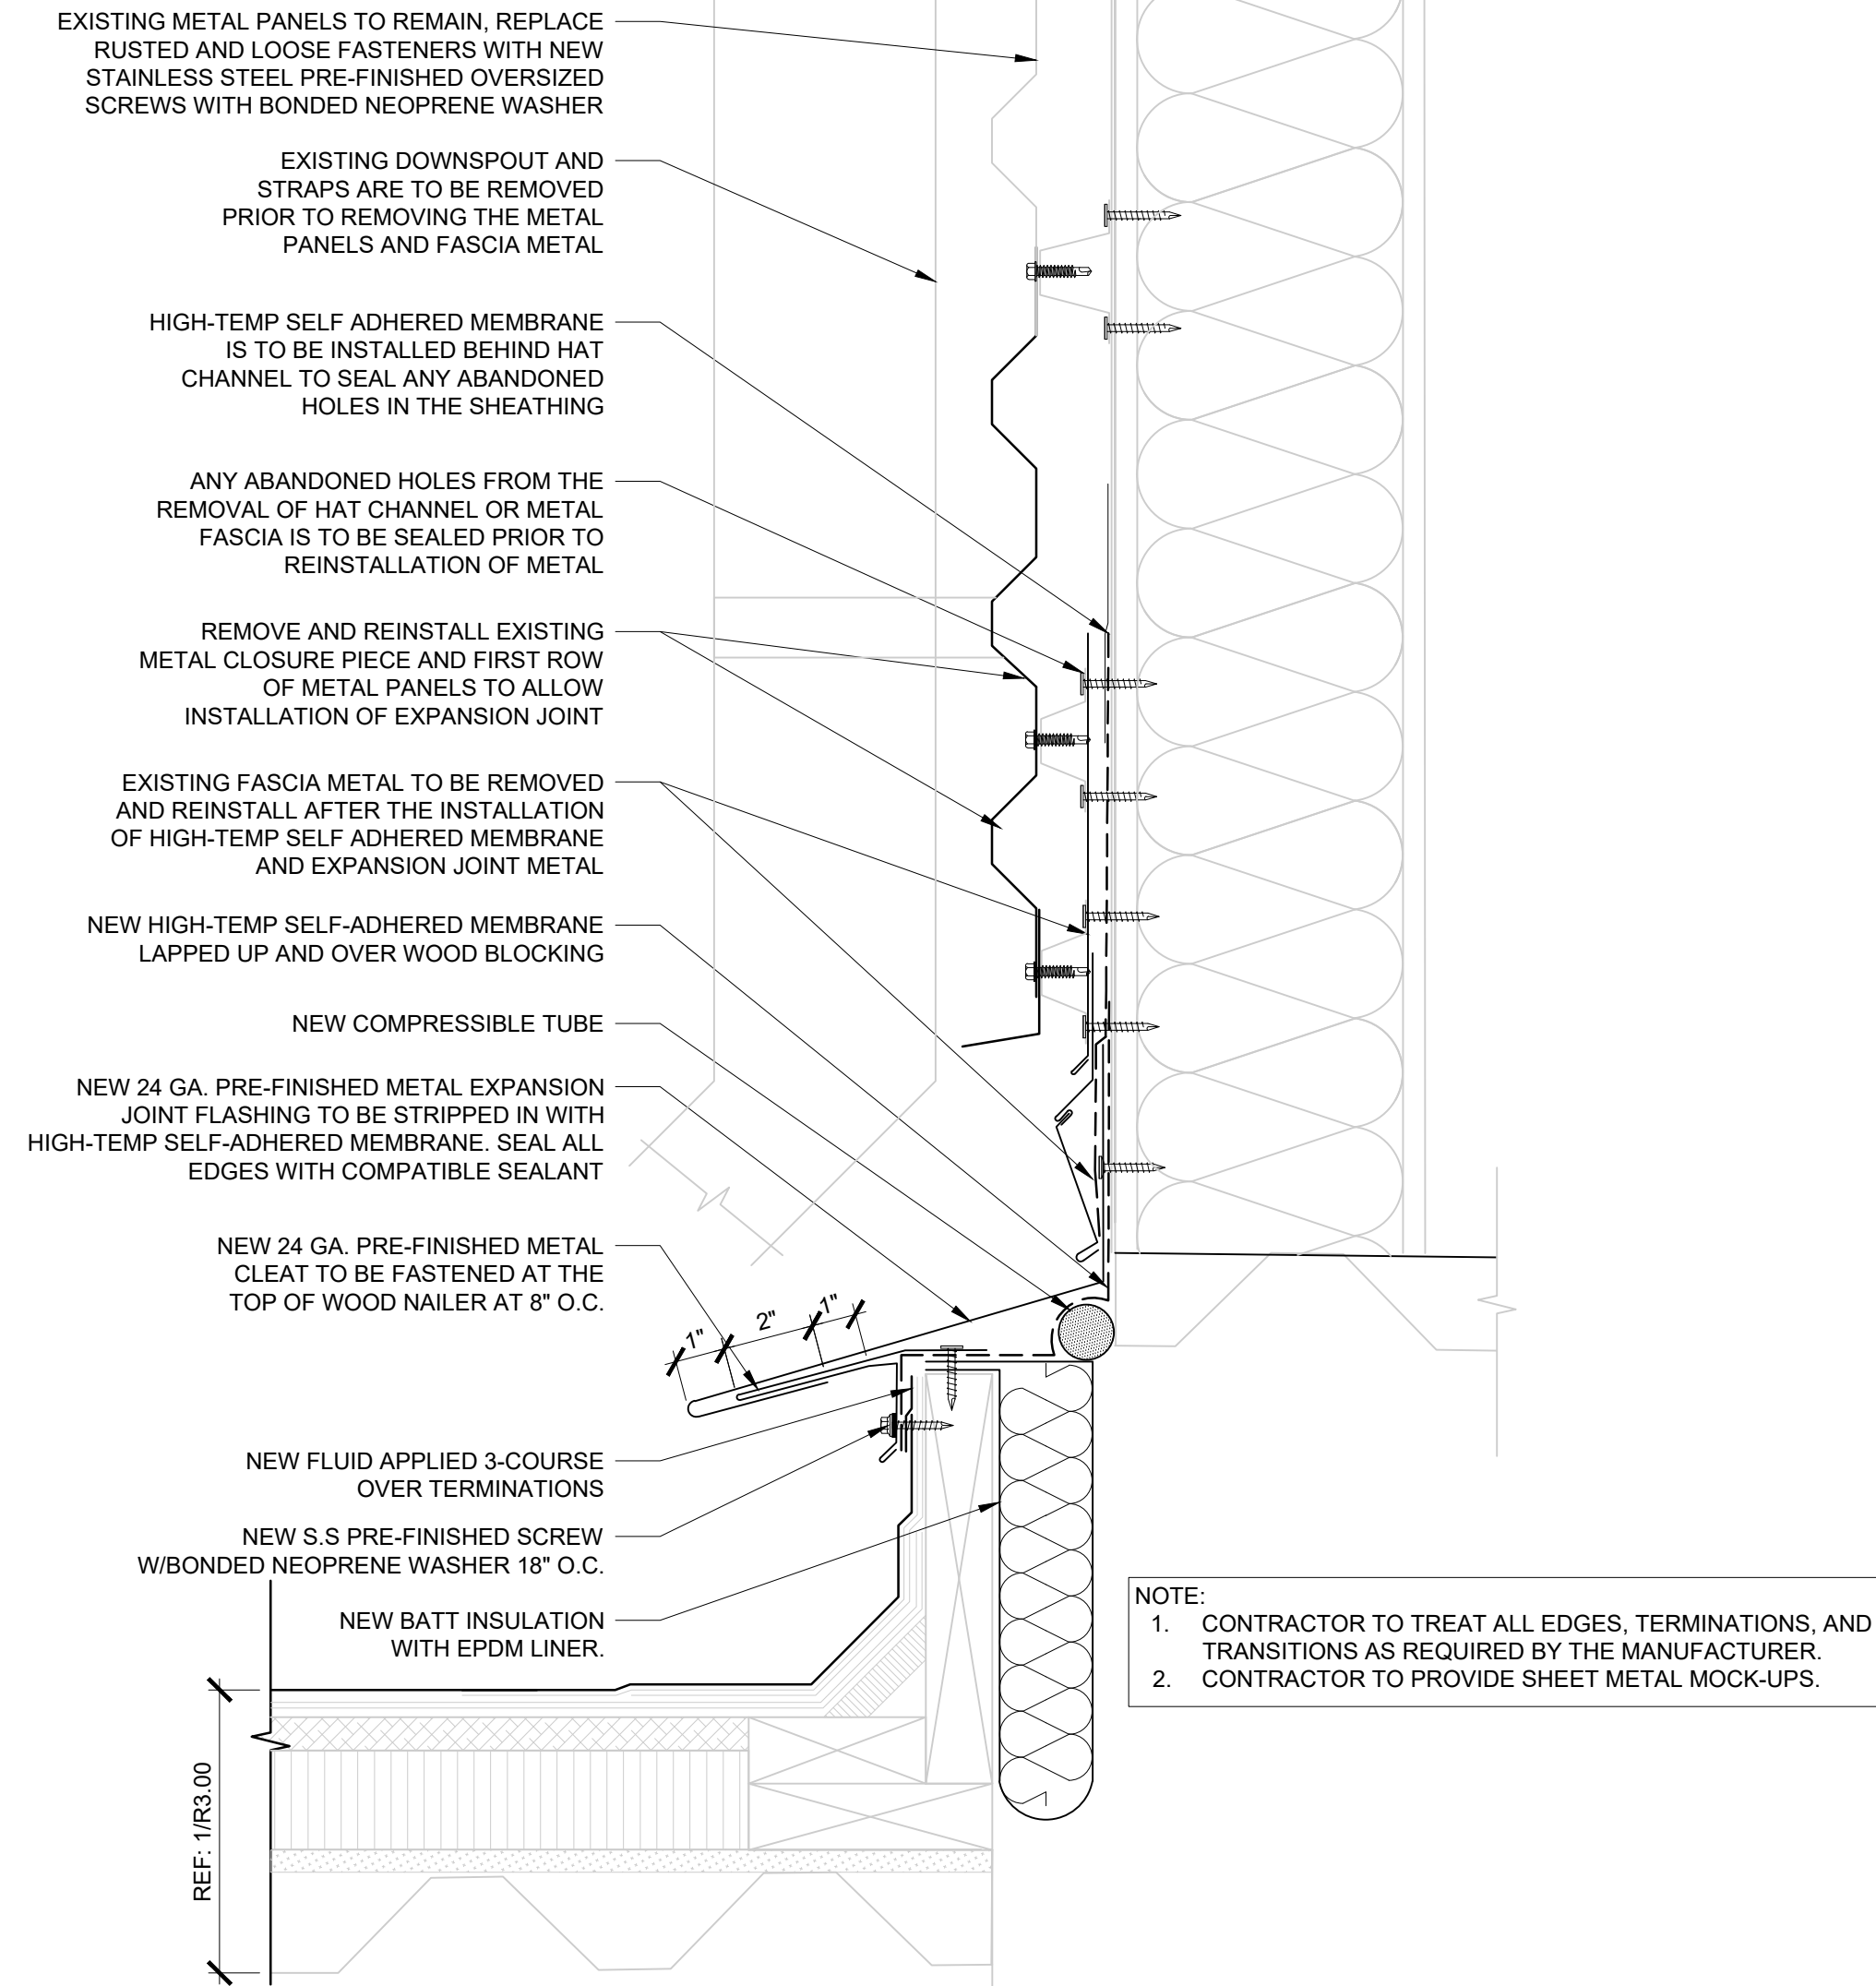 EXISTING METAL PANELS TO REMAIN, REPLACE
RUSTED AND LOOSE FASTENERS WITH NEW
STAINLESS STEEL PRE-FINISHED OVERSIZED
SCREWS WITH BONDED NEOPRENE WASHER
EXISTING DOWNSPOUT AND
STRAPS ARE TO BE REMOVED
PRIOR TO REMOVING THE METAL
PANELS AND FASCIA METAL
HIGH-TEMP SELF ADHERED MEMBRANE
IS TO BE INSTALLED BEHIND HAT
CHANNEL TO SEAL ANY ABANDONED
HOLES IN THE SHEATHING
ANY ABANDONED HOLES FROM THE
REMOVAL OF HAT CHANNEL OR METAL
FASCIA IS TO BE SEALED PRIOR TO
REINSTALLATION OF METAL
REMOVE AND REINSTALL EXISTING
METAL CLOSURE PIECE AND FIRST ROW
OF METAL PANELS TO ALLOW
INSTALLATION OF EXPANSION JOINT
EXISTING FASCIA METAL TO BE REMOVED
AND REINSTALL AFTER THE INSTALLATION
OF HIGH-TEMP SELF ADHERED MEMBRANE
AND EXPANSION JOINT METAL
NEW HIGH-TEMP SELF-ADHERED MEMBRANE
LAPPED UP AND OVER WOOD BLOCKING
NEW COMPRESSIBLE TUBE
NEW 24 GA. PRE-FINISHED METAL EXPANSION
JOINT FLASHING TO BE STRIPPED IN WITH
HIGH-TEMP SELF-ADHERED MEMBRANE. SEAL ALL
EDGES WITH COMPATIBLE SEALANT
NEW 24 GA. PRE-FINISHED METAL
CLEAT TO BE FASTENED AT THE
TOP OF WOOD NAILER AT 8" O.C.
1"
2"
1"
NEW FLUID APPLIED 3-COURSE
OVER TERMINATIONS
NEW S.S PRE-FINISHED SCREW
W/BONDED NEOPRENE WASHER 18" O.C.
NEW BATT INSULATION
WITH EPDM LINER.
REF: 1/R3.00
NOTE:
1. CONTRACTOR TO TREAT ALL EDGES, TERMINATIONS, AND
TRANSITIONS AS REQUIRED BY THE MANUFACTURER.
2. CONTRACTOR TO PROVIDE SHEET METAL MOCK-UPS.